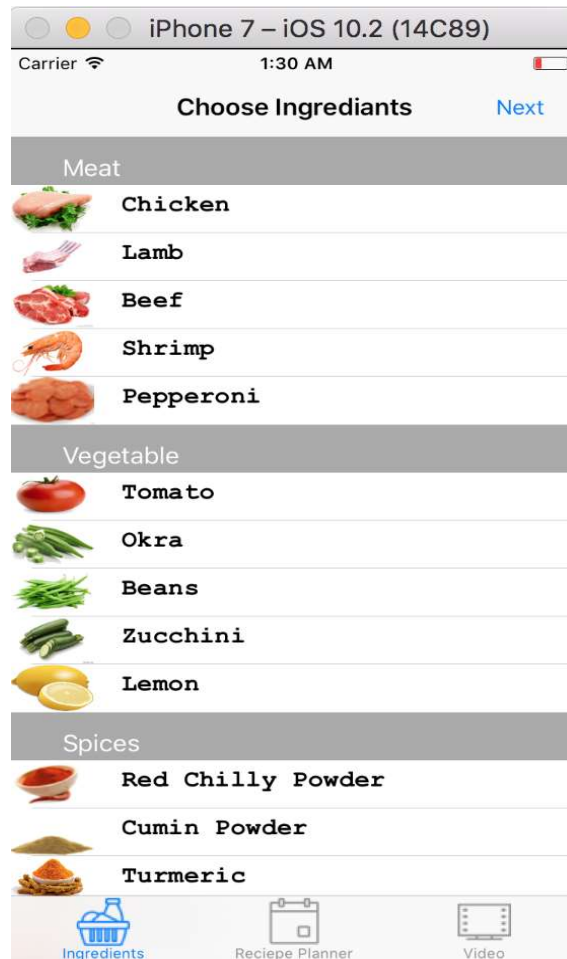 iPhone 7 – iOS 10.2 (14C89)
Carrier 1:30 AM
Choose Ingrediants Next
Meat
Chicken
Lamb
Beef
Shrimp
Pepperoni
Vegetable
Tomato
Okra
Beans
Zucchini
Lemon
Spices
Red Chilly Powder
Cumin Powder
Turmeric
Ingredients Reciepe Planner Video